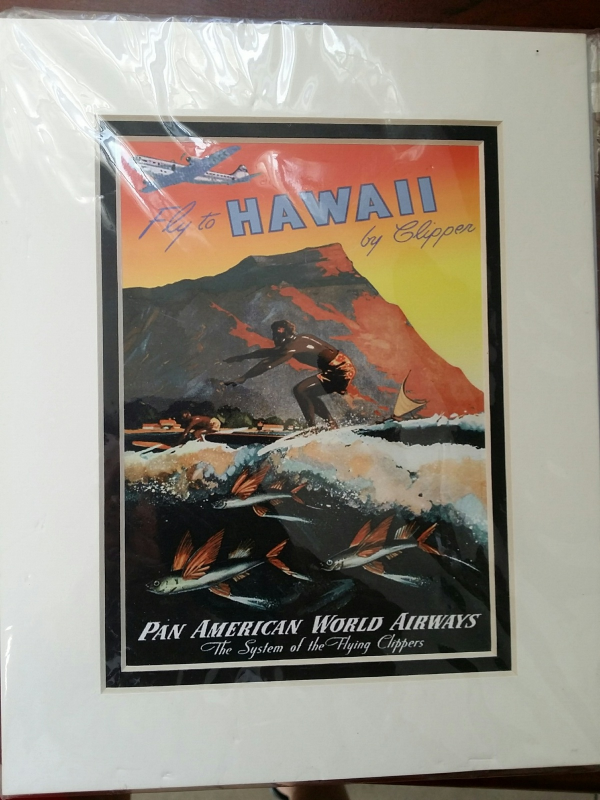 Fly to HAWAII
by Clipper
PAN AMERICAN WORLD AIRWAYS
The System of the Flying Clippers